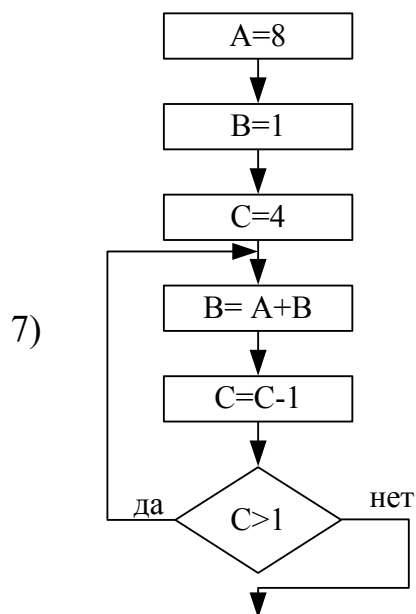 A=8
B=1
C=4
7)
B= A+B
C=C-1
да
C>1
нет